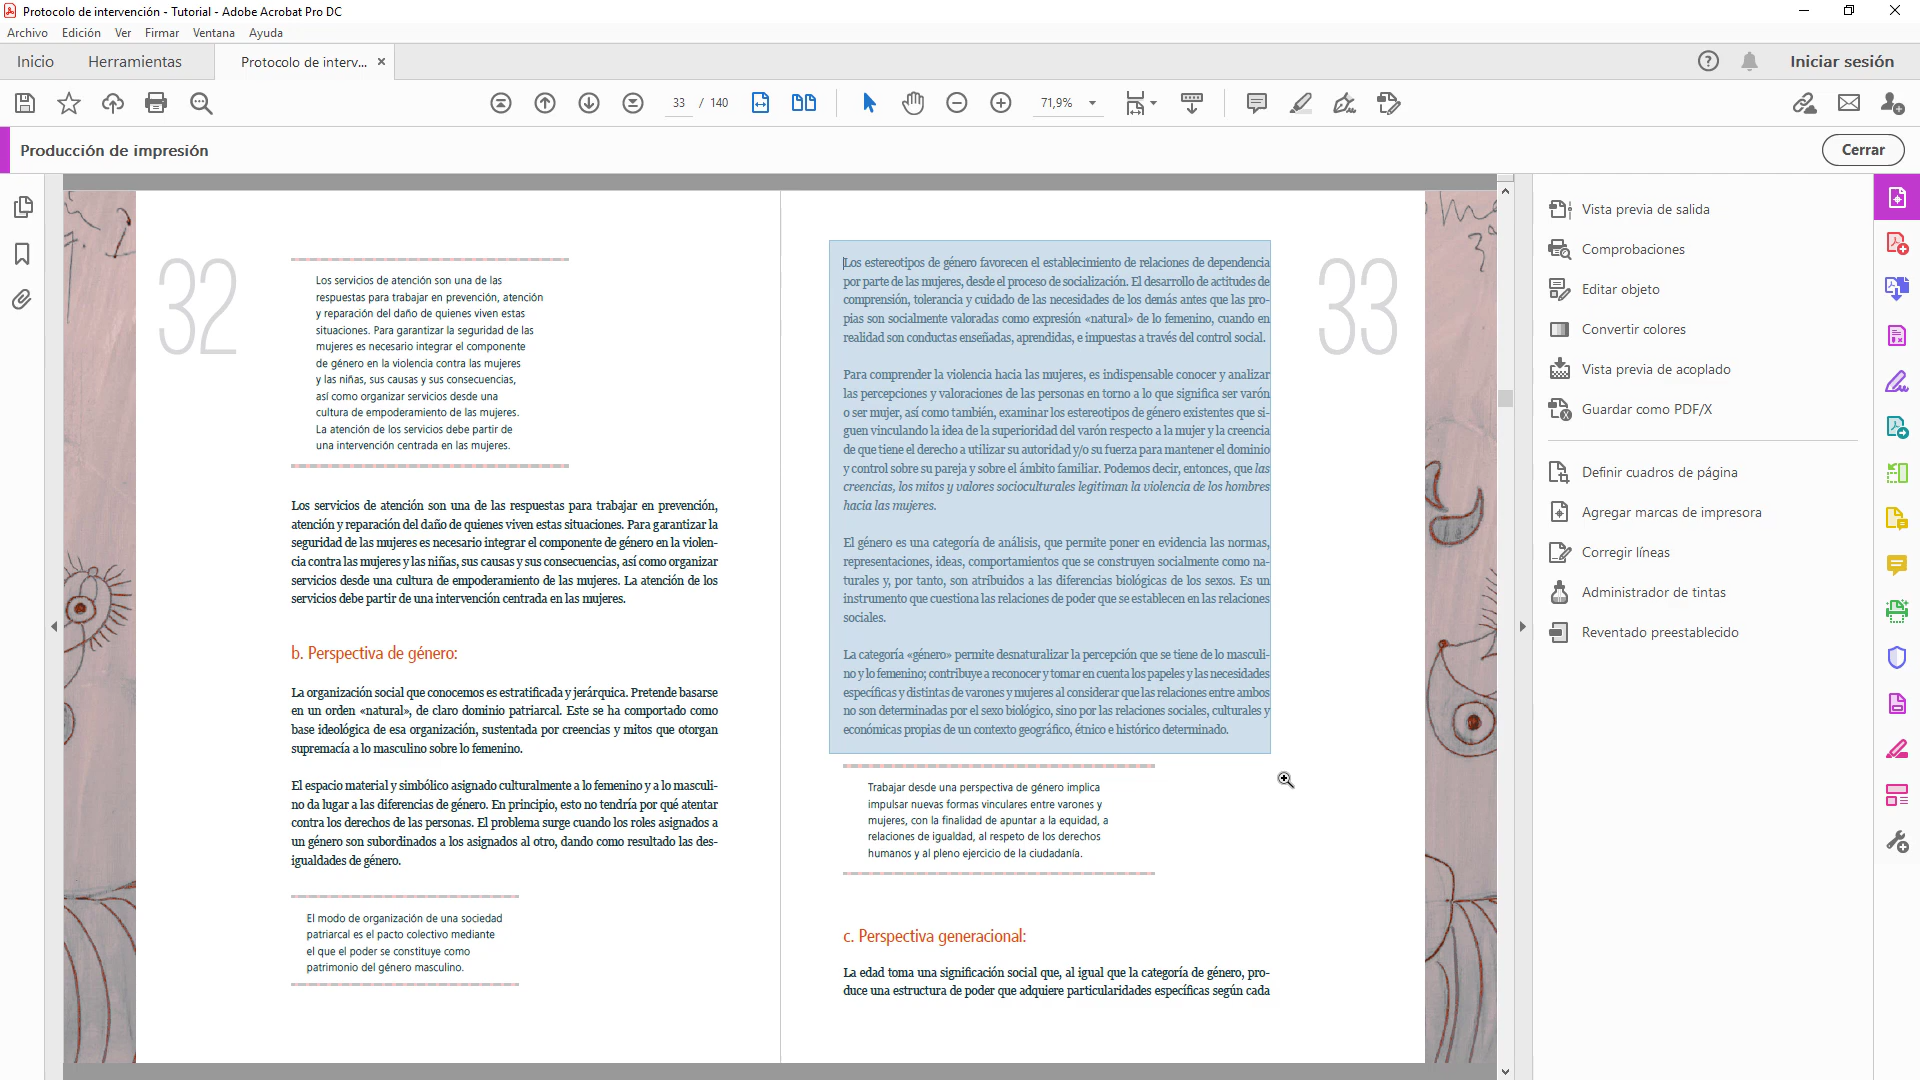 Protocolo de intervención - Tutorial - Adobe Acrobat Pro DC
Archivo Edición Ver Firmar Ventana Ayuda
Inicio Herramientas Protocolo de interv... Iniciar sesión
33 / 140 71,9%
Producción de impresión
Cerrar
32
Los servicios de atención son una de las
respuestas para trabajar en prevención, atención
y reparación del daño de quienes viven estas
situaciones. Para garantizar la seguridad de las
mujeres es necesario integrar el componente
de género en la violencia contra las mujeres
y las niñas, sus causas y sus consecuencias,
así como organizar servicios desde una
cultura de empoderamiento de las mujeres.
La atención de los servicios debe partir de
una intervención centrada en las mujeres.
Los servicios de atención son una de las respuestas para trabajar en prevención,
atención y reparación del daño de quienes viven estas situaciones. Para garantizar la
seguridad de las mujeres es necesario integrar el componente de género en la violen-
cia contra las mujeres y las niñas, sus causas y sus consecuencias, así como organizar
servicios desde una cultura de empoderamiento de las mujeres. La atención de los
servicios debe partir de una intervención centrada en las mujeres.
b. Perspectiva de género:
La organización social que conocemos es estratificada y jerárquica. Pretende basarse
en un orden «natural», de claro dominio patriarcal. Este se ha comportado como
base ideológica de esa organización, sustentada por creencias y mitos que otorgan
supremacía a lo masculino sobre lo femenino.
El espacio material y simbólico asignado culturalmente a lo femenino y a lo masculi-
no da lugar a las diferencias de género. En principio, esto no tendría por qué atentar
contra los derechos de las personas. El problema surge cuando los roles asignados a
un género son subordinados a los asignados al otro, dando como resultado las des-
igualdades de género.
El modo de organización de una sociedad
patriarcal es el pacto colectivo mediante
el que el poder se constituye como
patrimonio del género masculino.
33
Los estereotipos de género favorecen el establecimiento de relaciones de dependencia
por parte de las mujeres, desde el proceso de socialización. El desarrollo de actitudes de
comprensión, tolerancia y cuidado de las necesidades de los demás antes que las pro-
pias son socialmente valoradas como expresión «natural» de lo femenino, cuando en
realidad son conductas enseñadas, aprendidas, e impuestas a través del control social.
Para comprender la violencia hacia las mujeres, es indispensable conocer y analizar
las percepciones y valoraciones de las personas en torno a lo que significa ser varón
o ser mujer, así como también, examinar los estereotipos de género existentes que si-
guen vinculando la idea de la superioridad del varón respecto a la mujer y la creencia
de que tiene el derecho a utilizar su autoridad y/o su fuerza para mantener el dominio
y control sobre su pareja y sobre el ámbito familiar. Podemos decir, entonces, que las
creencias, los mitos y valores socioculturales legitiman la violencia de los hombres
hacia las mujeres.
El género es una categoría de análisis, que permite poner en evidencia las normas,
representaciones, ideas, comportamientos que se construyen socialmente como na-
turales y, por tanto, son atribuidos a las diferencias biológicas de los sexos. Es un
instrumento que cuestiona las relaciones de poder que se establecen en las relaciones
sociales.
La categoría «género» permite desnaturalizar la percepción que se tiene de lo masculi-
no y lo femenino; contribuye a reconocer y tomar en cuenta los papeles y las necesidades
específicas y distintas de varones y mujeres al considerar que las relaciones entre ambos
no son determinadas por el sexo biológico, sino por las relaciones sociales, culturales y
económicas propias de un contexto geográfico, étnico e histórico determinado.
Trabajar desde una perspectiva de género implica
impulsar nuevas formas vinculares entre varones y
mujeres, con la finalidad de apuntar a la equidad, a
relaciones de igualdad, al respeto de los derechos
humanos y al pleno ejercicio de la ciudadanía.
c. Perspectiva generacional:
La edad toma una significación social que, al igual que la categoría de género, pro-
duce una estructura de poder que adquiere particularidades específicas según cada
Vista previa de salida
Comprobaciones
Editar objeto
Convertir colores
Vista previa de acoplado
Guardar como PDF/X
Definir cuadros de página
Agregar marcas de impresora
Corregir líneas
Administrador de tintas
Reventado preestablecido